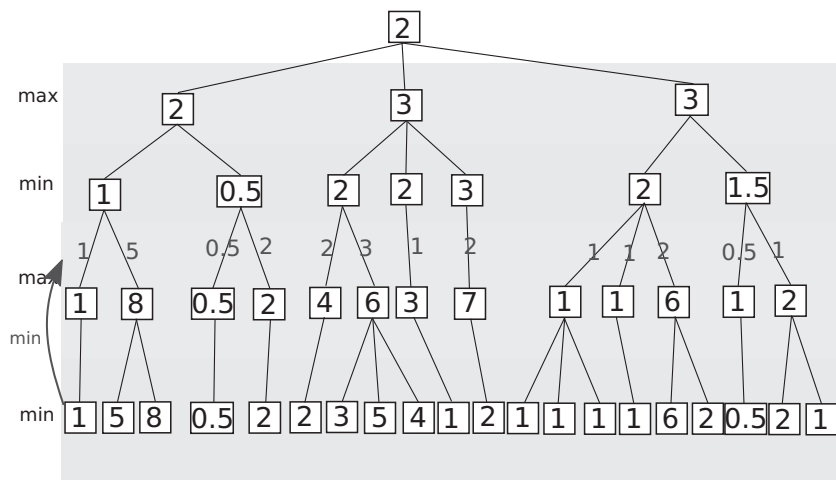 2
max 2 3 3
min 1 0.5 2 2 3 2 1.5
1 5 0.5 2 2 3 1 2 1 1 2 0.5 1
max 1 8 0.5 2 4 6 3 7 1 1 6 1 2
min
min 1 5 8 0.5 2 2 3 5 4 1 2 1 1 1 1 6 2 0.5 2 1